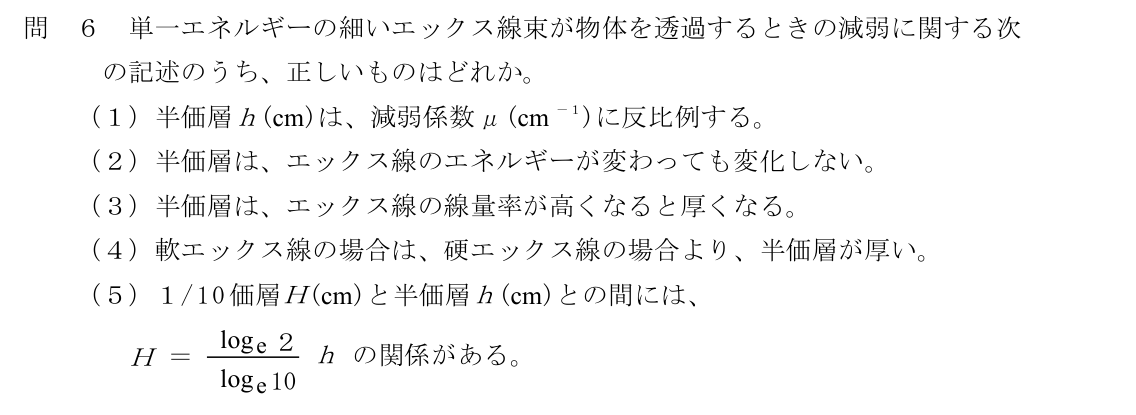 問 6 単一エネルギーの細いエックス線束が物体を透過するときの減弱に関する次
の記述のうち、正しいものはどれか。
(1) 半価層 h (cm)は、減弱係数 μ (cm⁻¹)に反比例する。
(2) 半価層は、エックス線のエネルギーが変わっても変化しない。
(3) 半価層は、エックス線の線量率が高くなると厚くなる。
(4) 軟エックス線の場合は、硬エックス線の場合より、半価層が厚い。
(5) 1/10価層H(cm)と半価層 h (cm)との間には、
H = logₑ 2 / logₑ 10 h の関係がある。